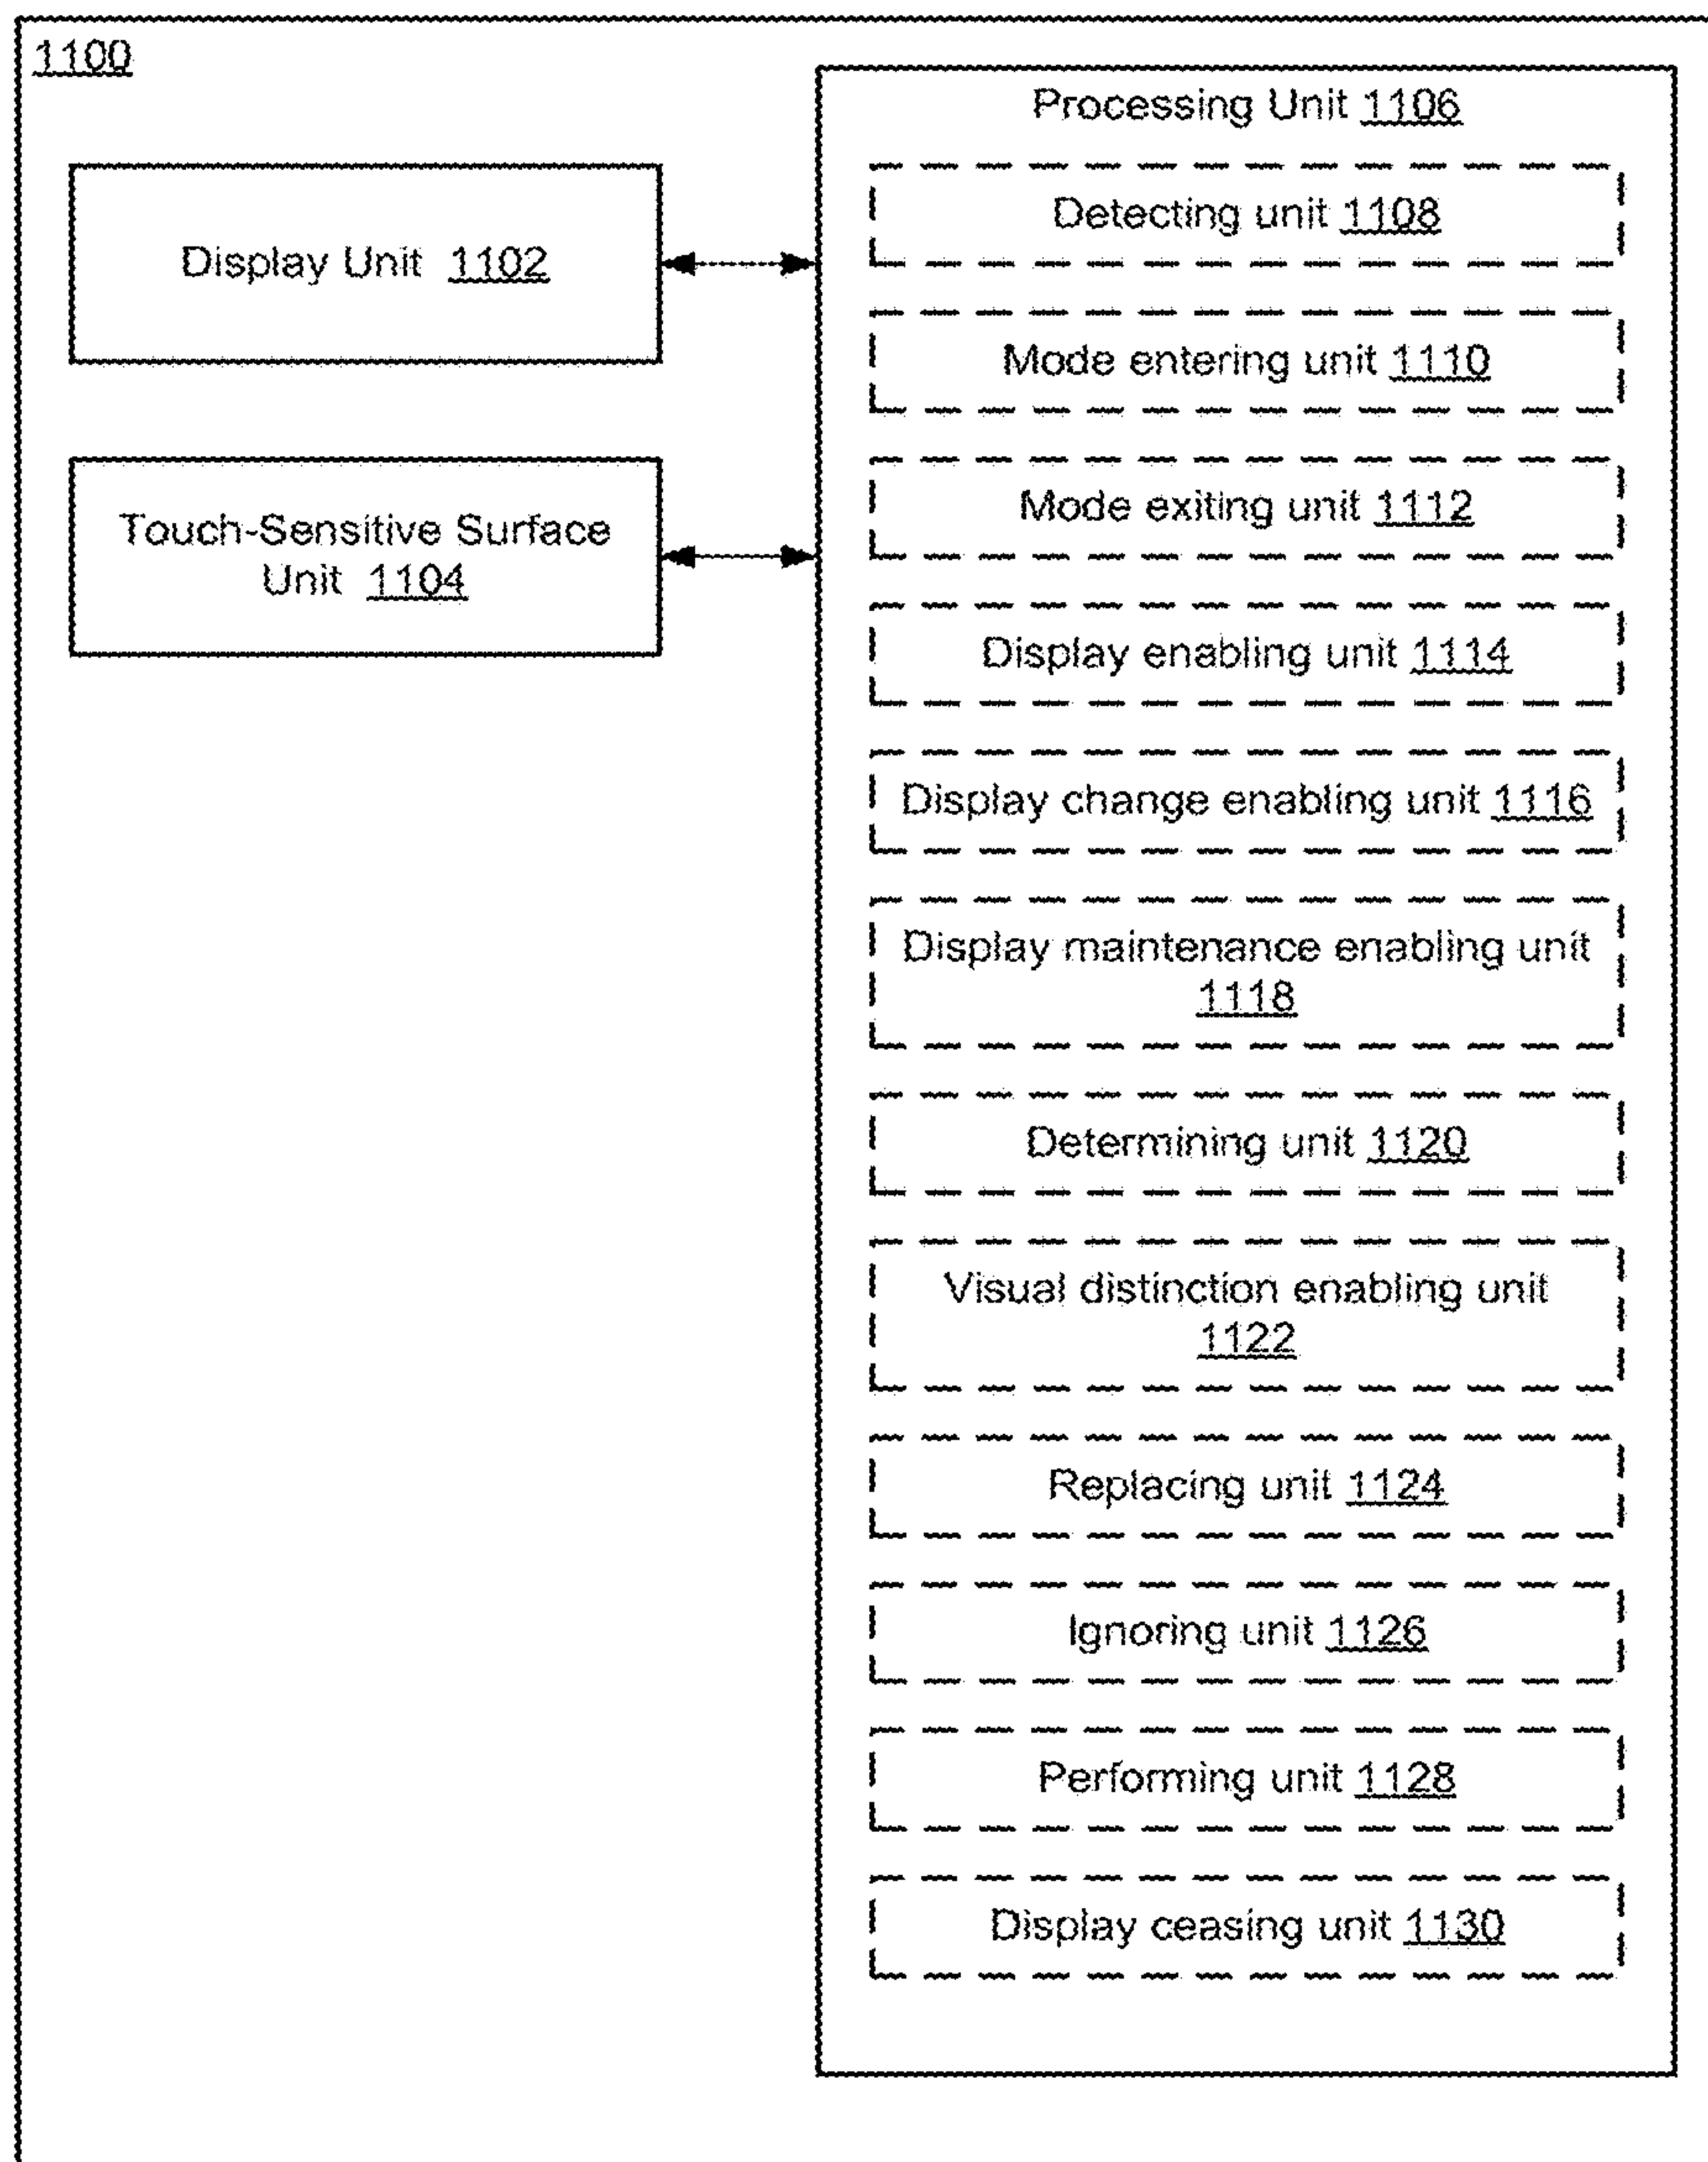 1100
Display Unit 1102
Touch-Sensitive Surface
Unit 1104
Processing Unit 1106
Detecting unit 1108
Mode entering unit 1110
Mode exiting unit 1112
Display enabling unit 1114
Display change enabling unit 1116
Display maintenance enabling unit
1118
Determining unit 1120
Visual distinction enabling unit
1122
Replacing unit 1124
Ignoring unit 1126
Performing unit 1128
Display ceasing unit 1130